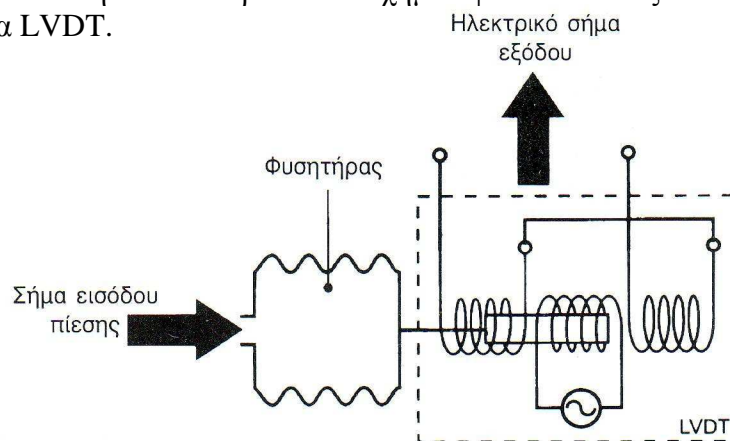 α LVDT.
Ηλεκτρικό σήμα
εξόδου
Φυσητήρας
Σήμα εισόδου
πίεσης
LVDT